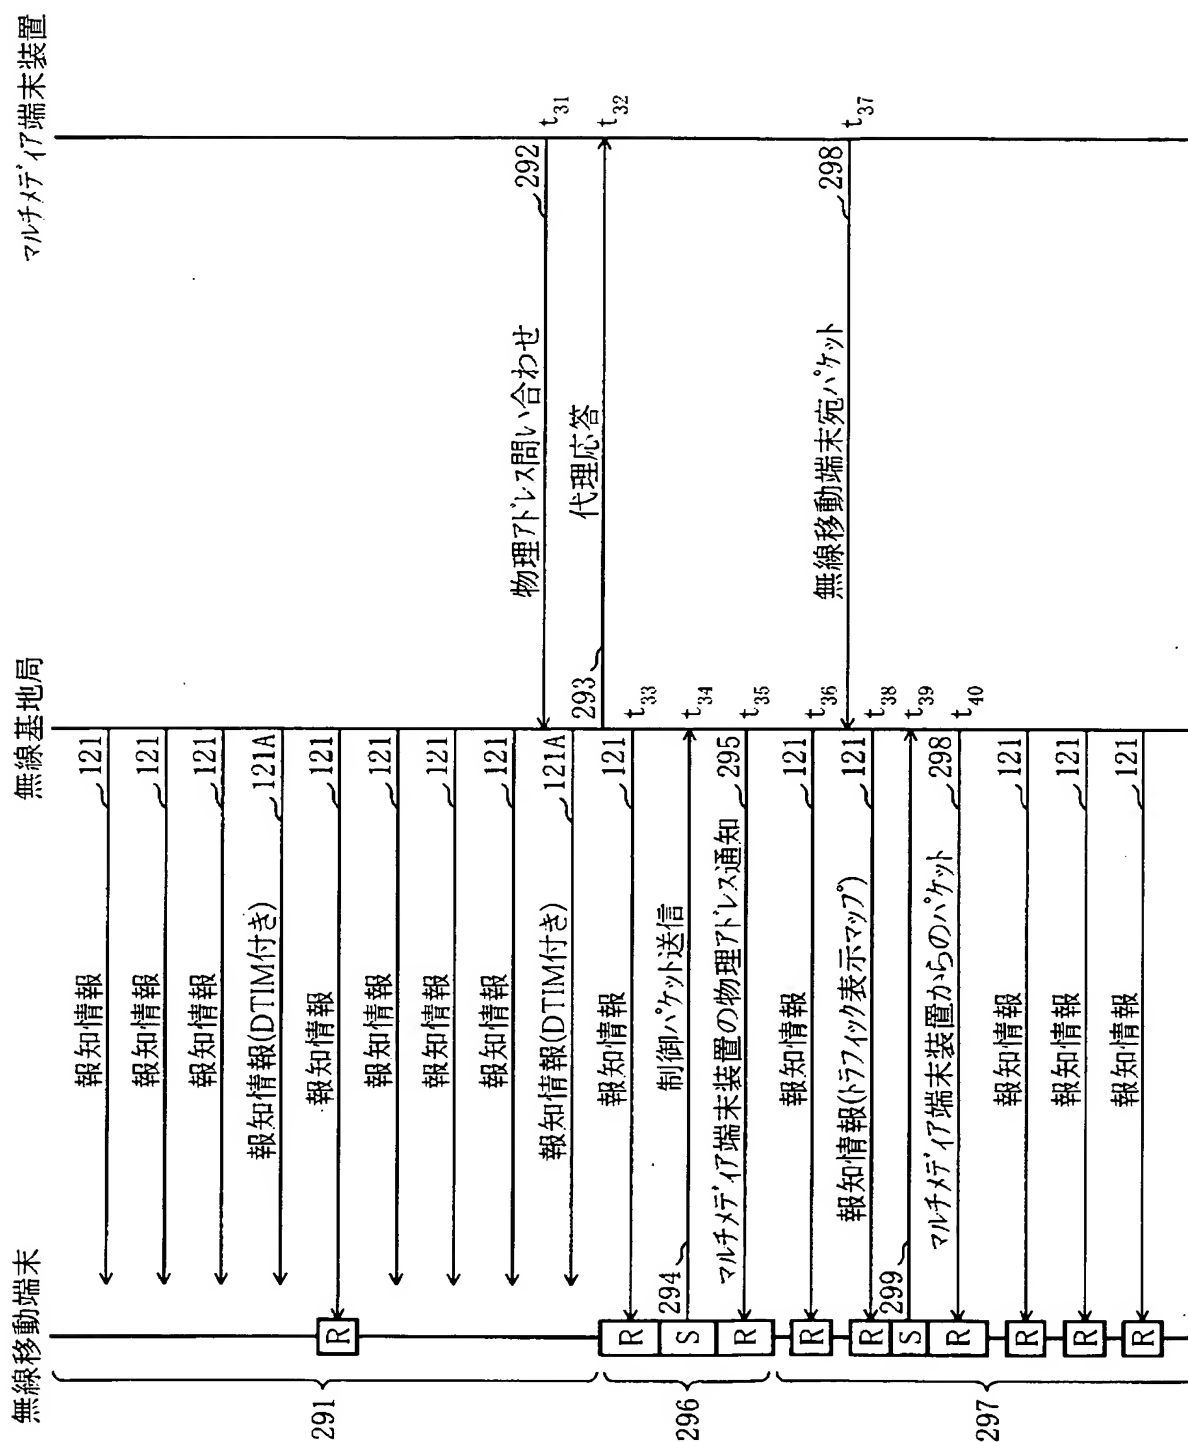 無線移動端末
無線基地局
マルチメディア端末装置
報知情報 121
報知情報 121
報知情報 121
報知情報(DTIM付き) 121A
R 報知情報 121
291
報知情報 121
報知情報 121
報知情報 121
物理アドレス問い合わせ 292 t31
報知情報(DTIM付き) 121A
293 代理応答 t32
R 報知情報 121 t33
296
S 294 制御パケット送信 t34
R マルチメディア端末装置の物理アドレス通知 295 t35
R 報知情報 121 t36
無線移動端末宛パケット 298 t37
R 報知情報(トラフィック表示マップ) 121 t38
S 299 t39
R マルチメディア端末装置からのパケット 298 t40
297
R 報知情報 121
R 報知情報 121
R 報知情報 121